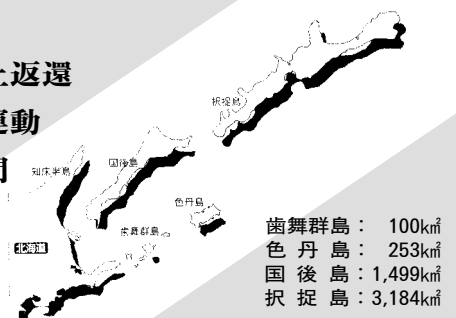 土返還
運動
間
択捉島
国後島
知床半島
色丹島
歯舞群島
北海道
歯舞群島： 100k㎡
色丹島： 253k㎡
国後島：1,499k㎡
択捉島：3,184k㎡